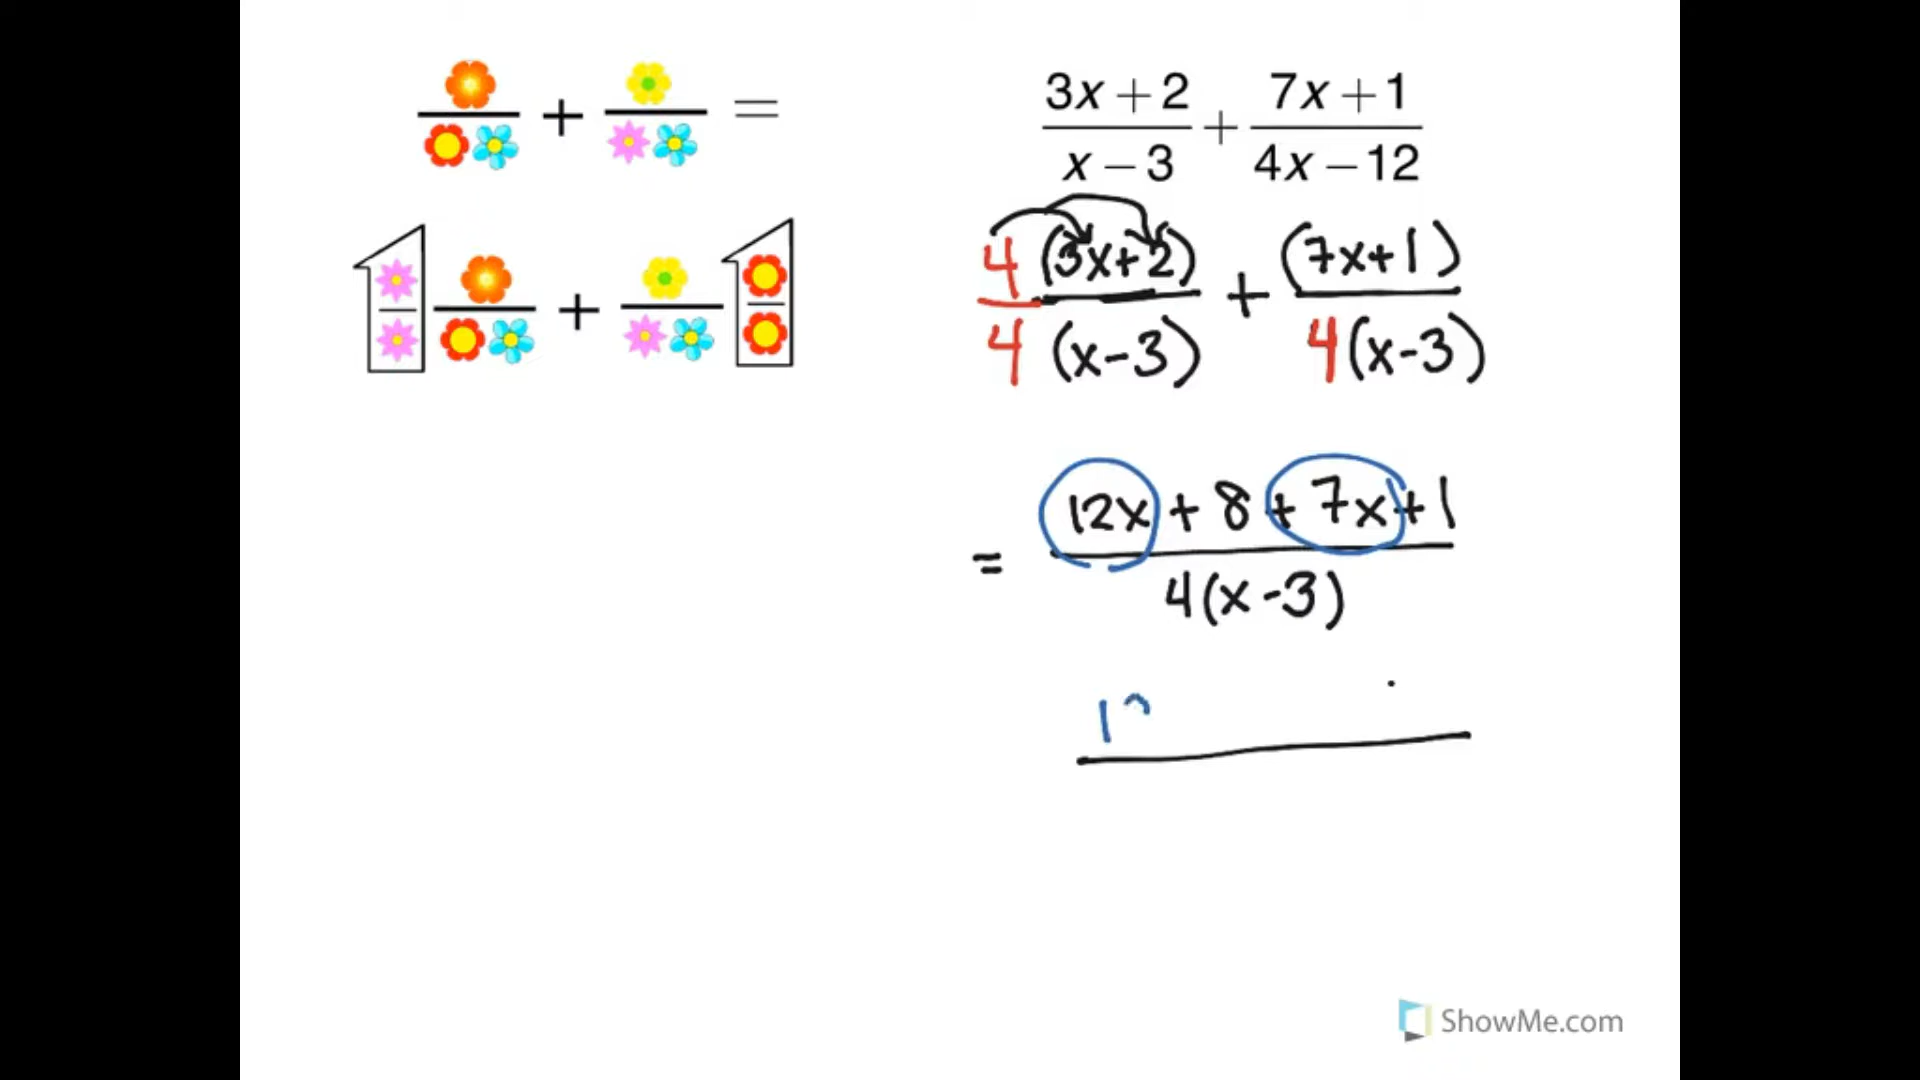 + =
3x + 2 / x − 3 + 7x + 1 / 4x − 12
+
4 (3x+2) / 4 (x-3) + (7x+1) / 4(x-3)
= 12x + 8 + 7x + 1 / 4(x-3)
1
ShowMe.com